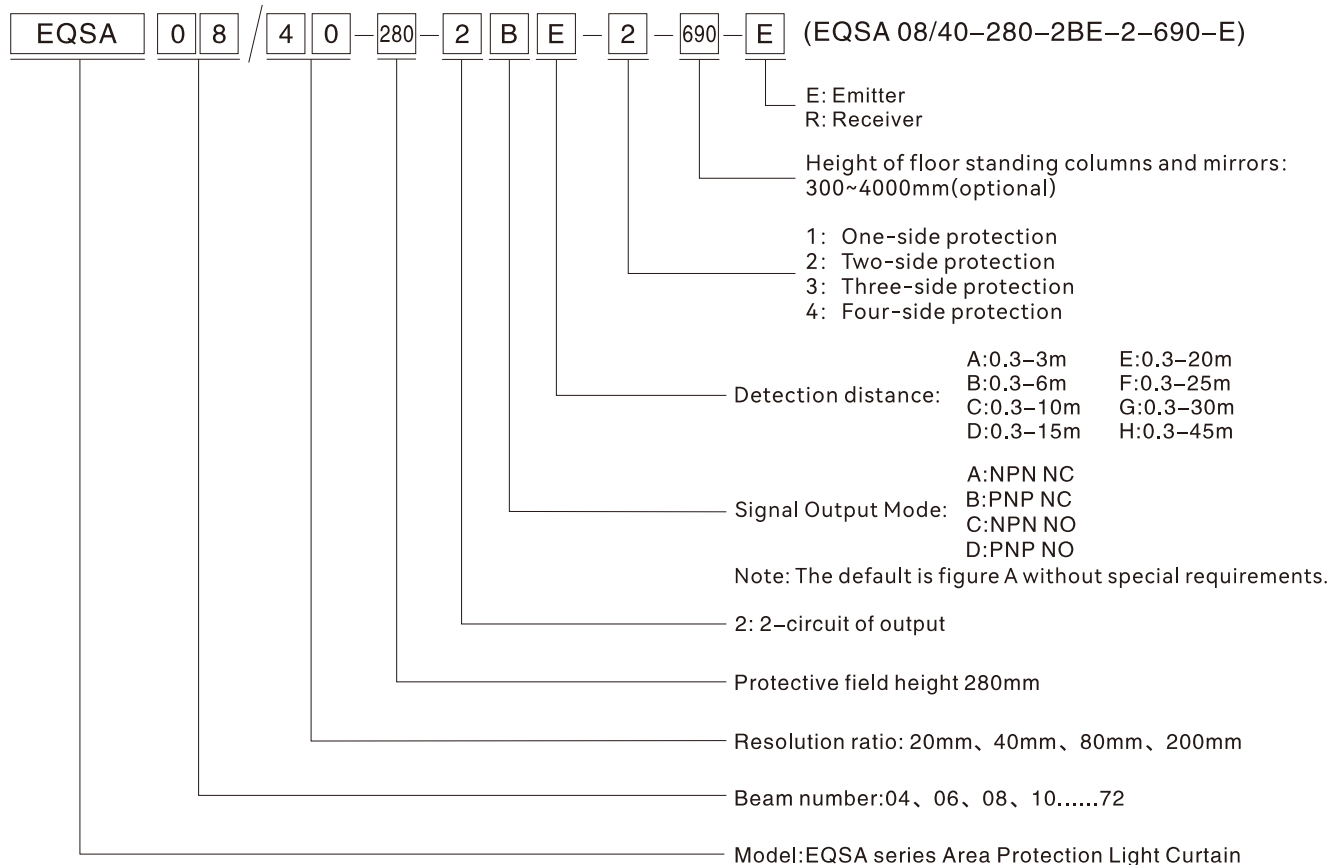 EQSA 08/40-280-2BE-2-690-E (EQSA 08/40-280-2BE-2-690-E)
E: Emitter
R: Receiver
Height of floor standing columns and mirrors:
300~4000mm(optional)
1: One-side protection
2: Two-side protection
3: Three-side protection
4: Four-side protection
Detection distance:
A:0.3-3m E:0.3-20m
B:0.3-6m F:0.3-25m
C:0.3-10m G:0.3-30m
D:0.3-15m H:0.3-45m
Signal Output Mode:
A:NPN NC
B:PNP NC
C:NPN NO
D:PNP NO
Note: The default is figure A without special requirements.
2: 2-circuit of output
Protective field height 280mm
Resolution ratio: 20mm、40mm、80mm、200mm
Beam number:04、06、08、10......72
Model:EQSA series Area Protection Light Curtain